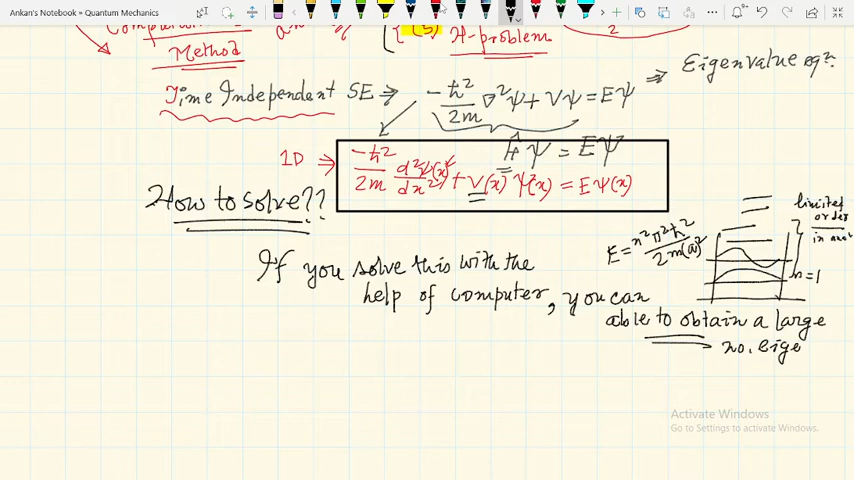 Ankan's Notebook » Quantum Mechanics
(3)
Method
H-problem
2
Time Independent SE ⇒ -ħ²/2m ∇²Ψ + VΨ = EΨ
⇒ Eigenvalue eqⁿ.
ĤΨ = EΨ
1D ⇒ -ħ²/2m d²Ψ(x)/dx² + V(x) Ψ(x) = EΨ(x)
How to solve??
limited
order
E = n²π²ħ²/2m(a)²
n=1
If you solve this with the
help of computer, you can
able to obtain a large
no. eige
Activate Windows
Go to Settings to activate Windows.